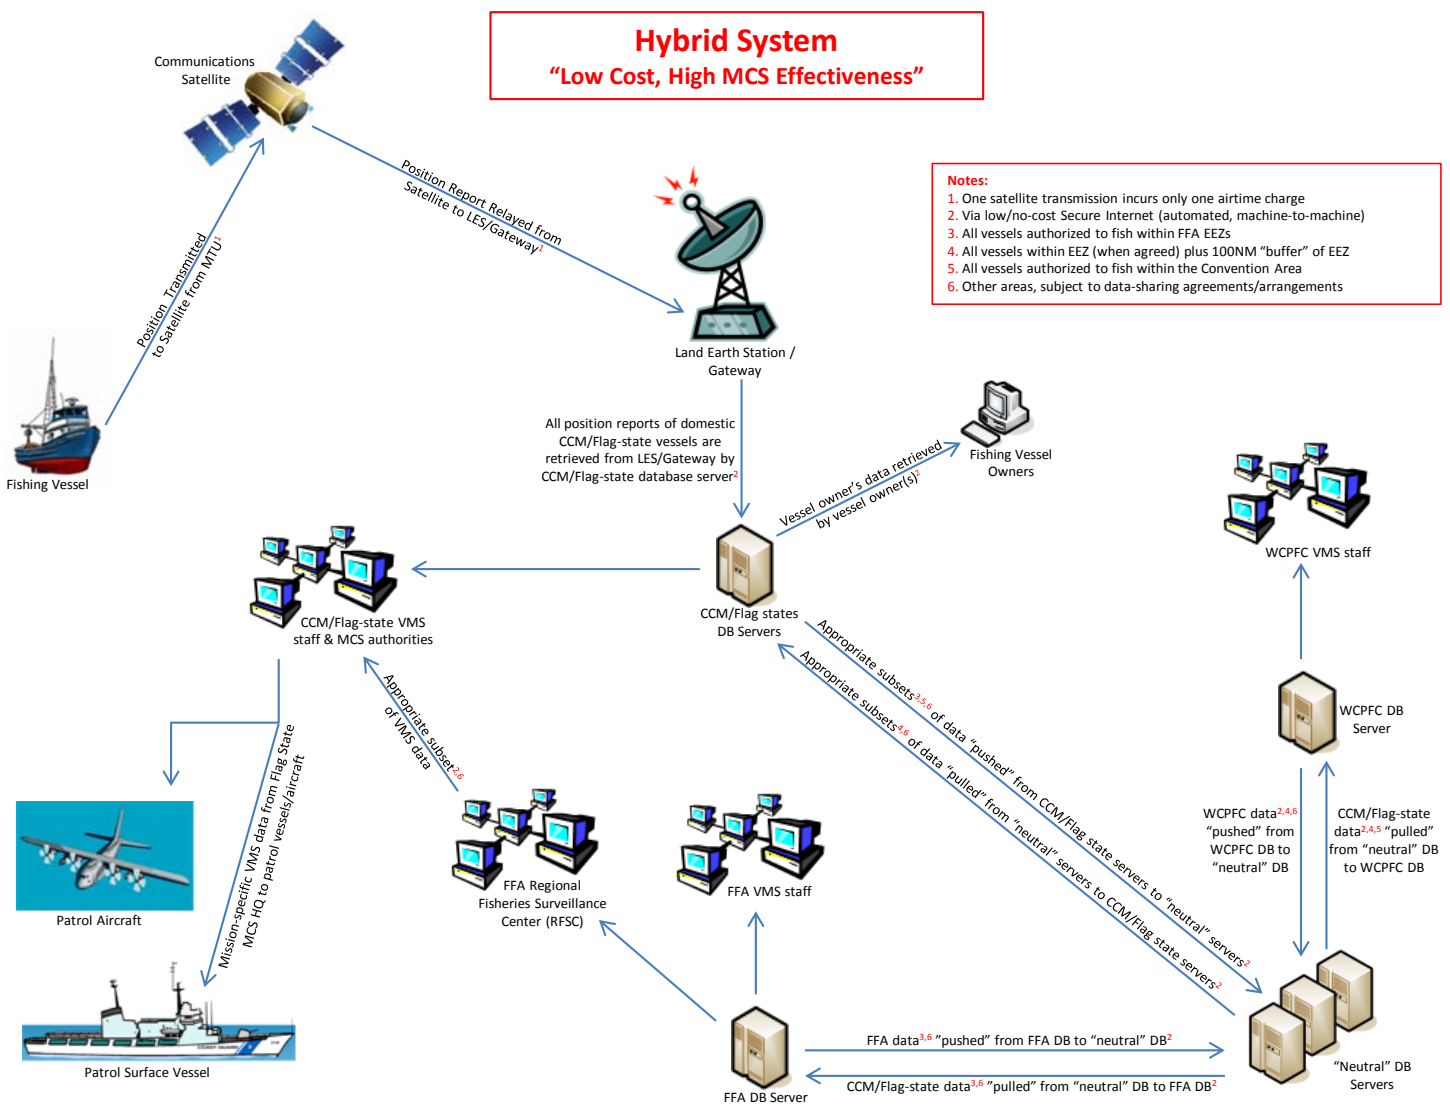 Hybrid System
“Low Cost, High MCS Effectiveness”
Communications
Satellite
Position Transmitted
to Satellite from MTU1
Position Report Relayed from
Satellite to LES/Gateway1
Notes:
1. One satellite transmission incurs only one airtime charge
2. Via low/no-cost Secure Internet (automated, machine-to-machine)
3. All vessels authorized to fish within FFA EEZs
4. All vessels within EEZ (when agreed) plus 100NM “buffer” of EEZ
5. All vessels authorized to fish within the Convention Area
6. Other areas, subject to data-sharing agreements/arrangements
Fishing Vessel
Land Earth Station /
Gateway
All position reports of domestic
CCM/Flag-state vessels are
retrieved from LES/Gateway by
CCM/Flag-state database server2
Vessel owner’s data retrieved
by vessel owner(s)2
Fishing Vessel
Owners
WCPFC VMS staff
CCM/Flag-state VMS
staff & MCS authorities
CCM/Flag states
DB Servers
Appropriate subsets3,5,6 of data “pushed” from CCM/Flag state servers to “neutral” servers2
Appropriate subsets4,6 of data “pulled” from “neutral” servers to CCM/Flag state servers2
WCPFC DB
Server
Appropriate subset2,6
of VMS data
Mission-specific VMS data from Flag State
MCS HQ to patrol vessels/aircraft
WCPFC data2,4,6
“pushed” from
WCPFC DB to
“neutral” DB
CCM/Flag-state
data2,4,5 “pulled”
from “neutral” DB
to WCPFC DB
Patrol Aircraft
FFA Regional
Fisheries Surveillance
Center (RFSC)
FFA VMS staff
COAST GUARD
Patrol Surface Vessel
FFA data3,6 ”pushed” from FFA DB to “neutral” DB2
CCM/Flag-state data3,6 ”pulled” from “neutral” DB to FFA DB2
FFA DB Server
“Neutral” DB
Servers